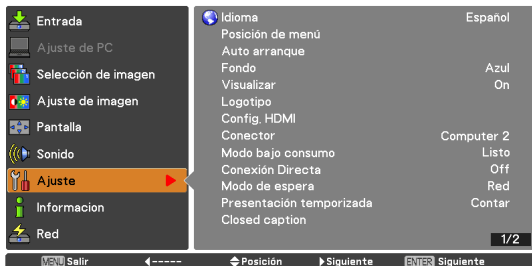 Entrada
Ajuste de PC
Selección de imagen
Ajuste de imagen
Pantalla
Sonido
Ajuste
Informacion
Red
Idioma Español
Posición de menú
Auto arranque
Fondo Azul
Visualizar On
Logotipo
Config. HDMI
Conector Computer 2
Modo bajo consumo Listo
Conexión Directa Off
Modo de espera Red
Presentación temporizada Contar
Closed caption
1/2
MENU Salir ◀----- Posición Siguiente ENTER Siguiente